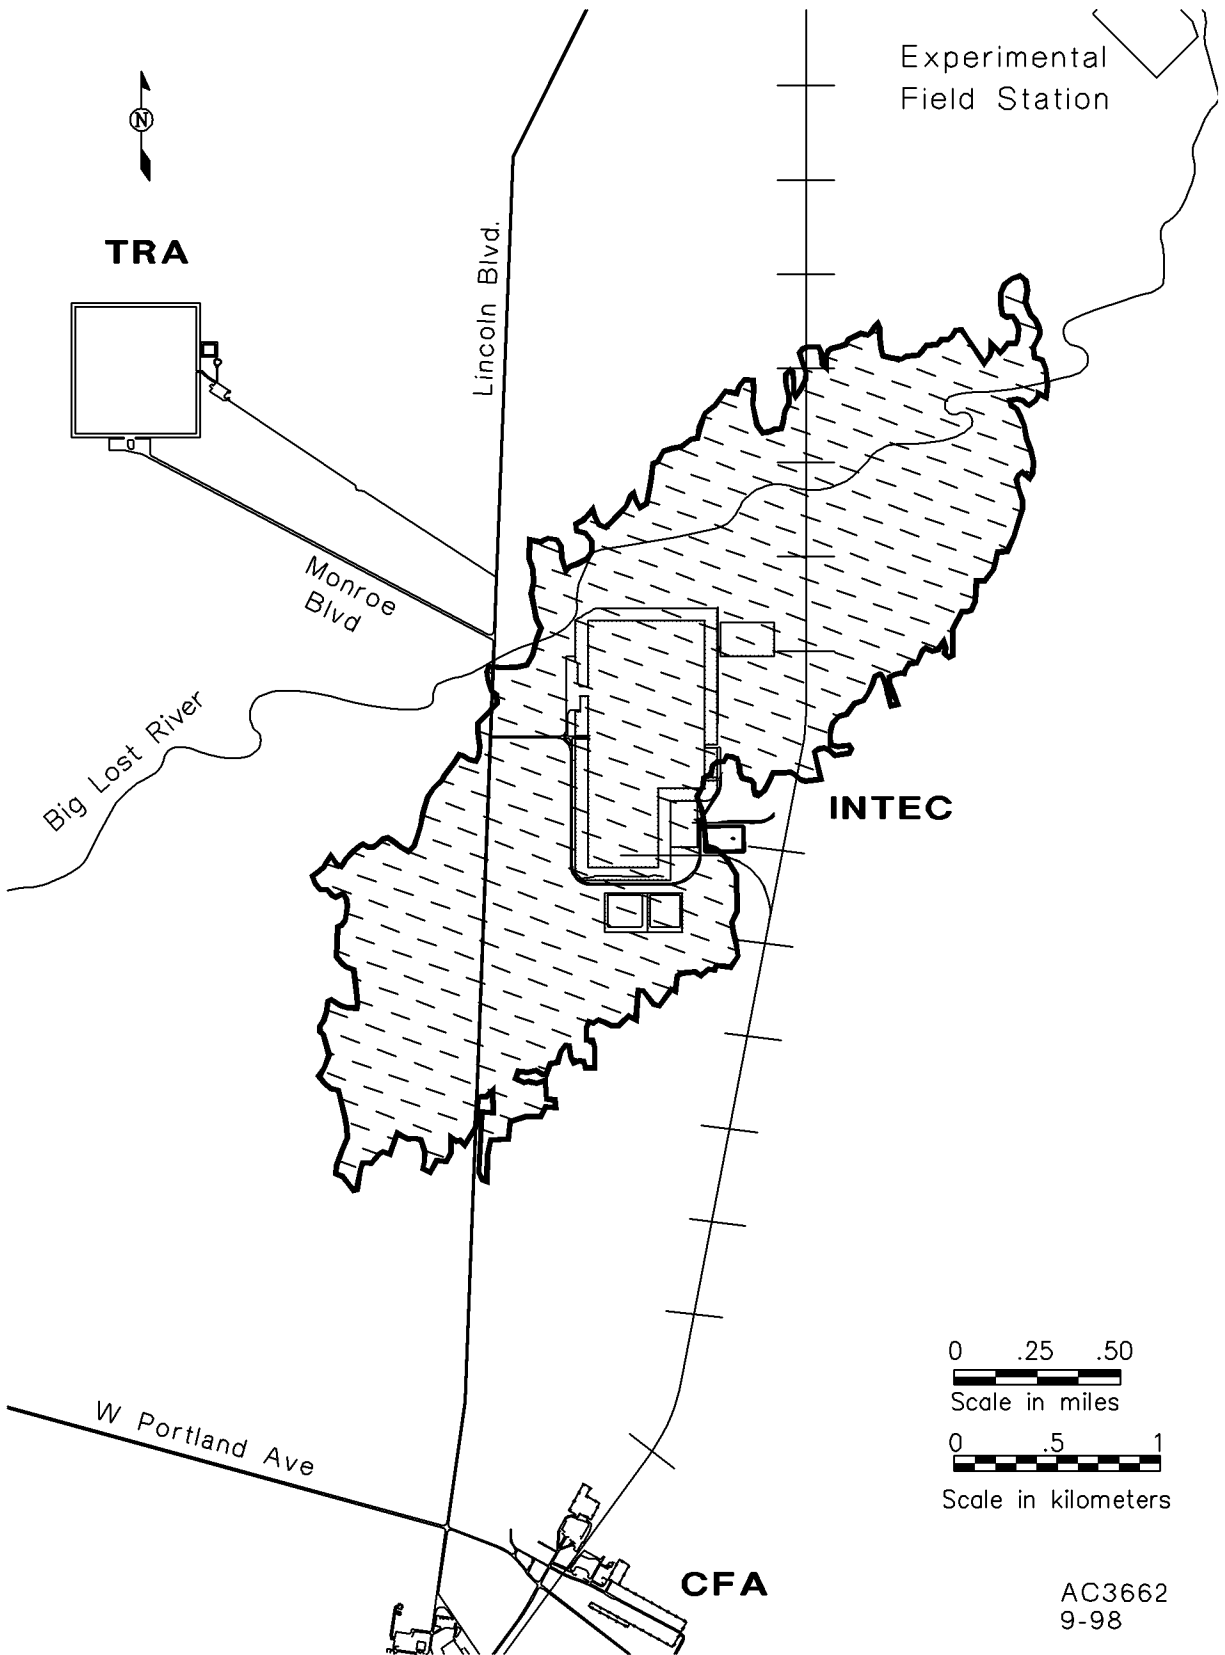 Experimental
Field Station
N
TRA
Lincoln Blvd.
Monroe
Blvd
Big Lost River
INTEC
0 .25 .50
Scale in miles
0 .5 1
Scale in kilometers
W Portland Ave
CFA
AC3662
9-98